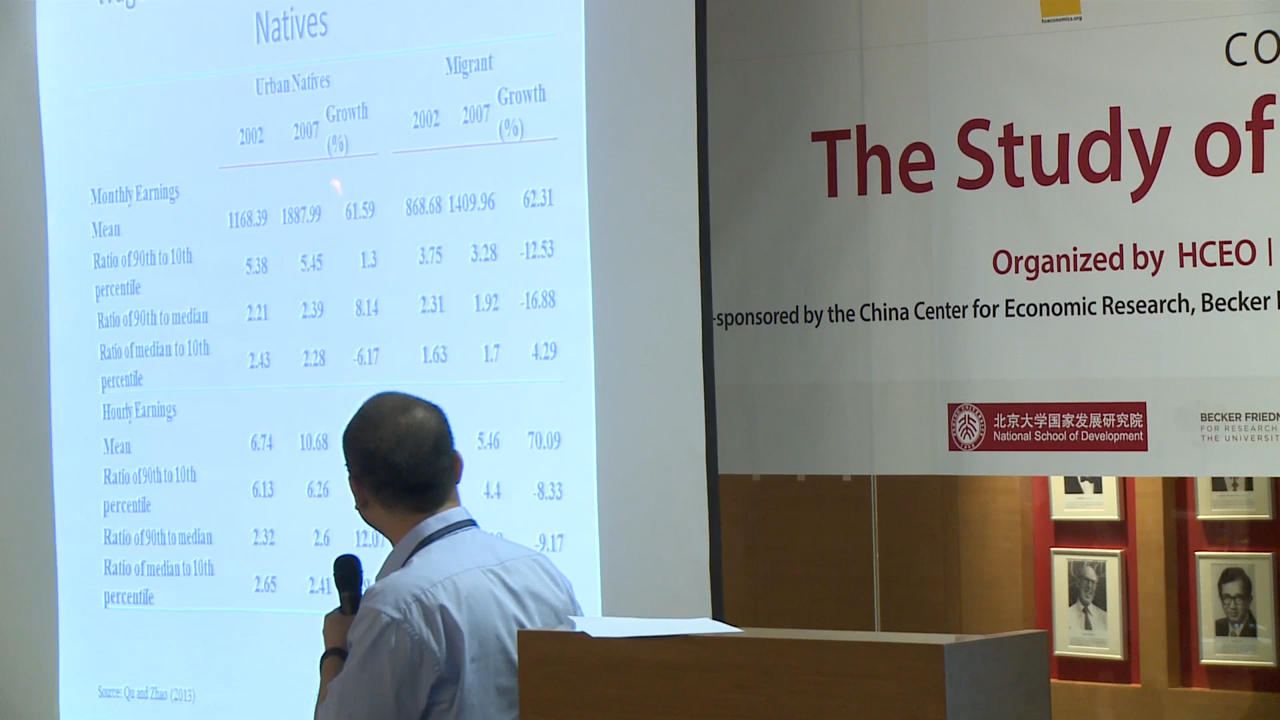 Natives
Urban Natives Migrant
2002 2007 Growth (%) 2002 2007 Growth (%)
Monthly Earnings
Mean 1168.39 1887.99 61.59 868.68 1409.96 62.31
Ratio of 90th to 10th percentile 5.38 5.45 1.3 3.75 3.28 -12.53
Ratio of 90th to median 2.21 2.39 8.14 2.31 1.92 -16.88
Ratio of median to 10th percentile 2.43 2.28 -6.17 1.63 1.7 4.29
Hourly Earnings
Mean 6.74 10.68 5.46 70.09
Ratio of 90th to 10th percentile 6.13 6.26 4.4 -8.33
Ratio of 90th to median 2.32 2.6 12.07 -9.17
Ratio of median to 10th percentile 2.65 2.41
Source: Qu and Zhao (2013)
hceconomics.org
CO
The Study of
Organized by HCEO |
-sponsored by the China Center for Economic Research, Becker
北京大学国家发展研究院
National School of Development
BECKER FRIEDM
FOR RESEARCH
THE UNIVERSIT